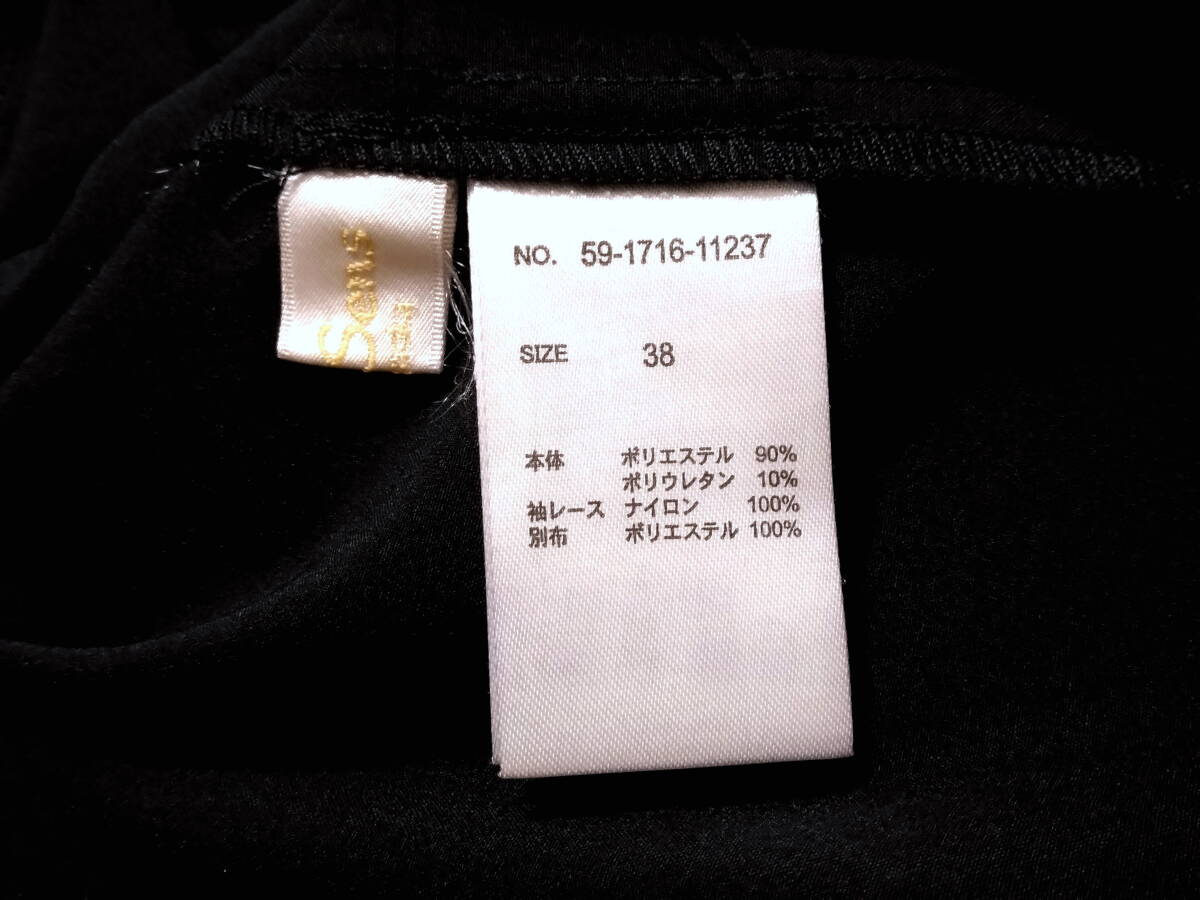 Sans
NO. 59-1716-11237
SIZE 38
本体 ポリエステル 90%
ポリウレタン 10%
袖レース ナイロン 100%
別布 ポリエステル 100%